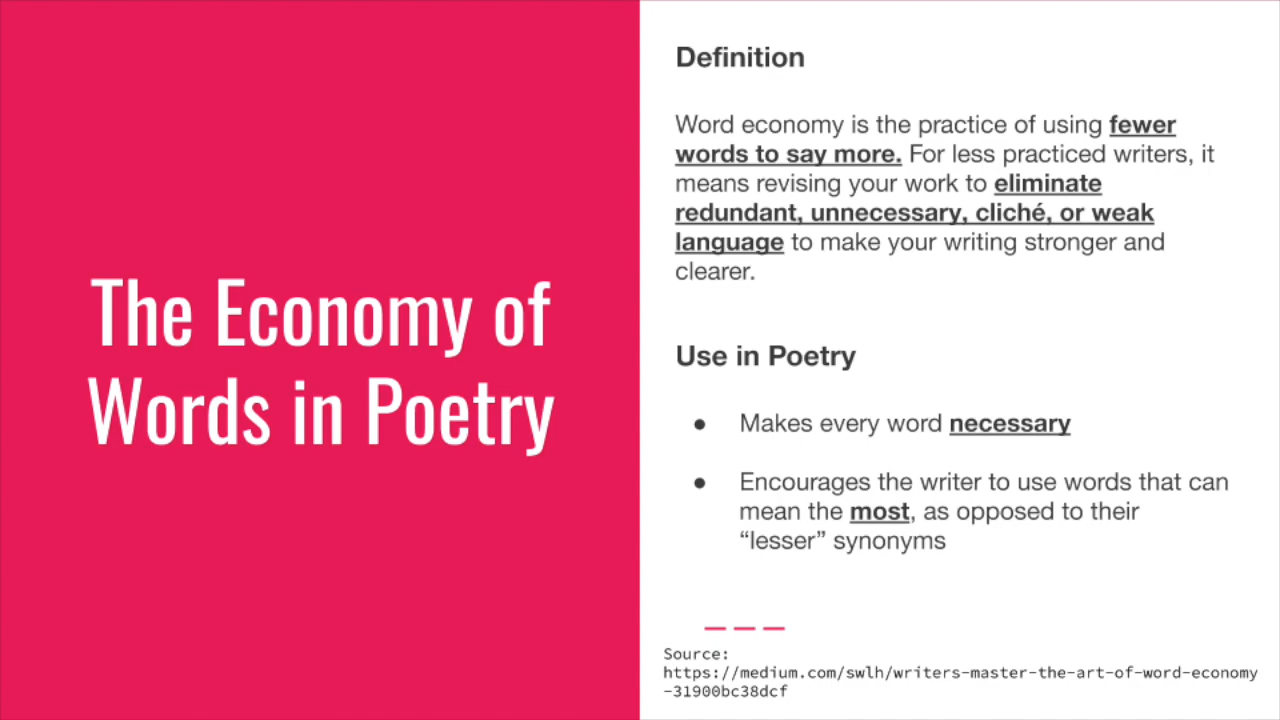 The Economy of
Words in Poetry
Definition
Word economy is the practice of using fewer
words to say more. For less practiced writers, it
means revising your work to eliminate
redundant, unnecessary, cliché, or weak
language to make your writing stronger and
clearer.
Use in Poetry
● Makes every word necessary
● Encourages the writer to use words that can
mean the most, as opposed to their
“lesser” synonyms
Source:
https://medium.com/swlh/writers-master-the-art-of-word-economy
-31900bc38dcf